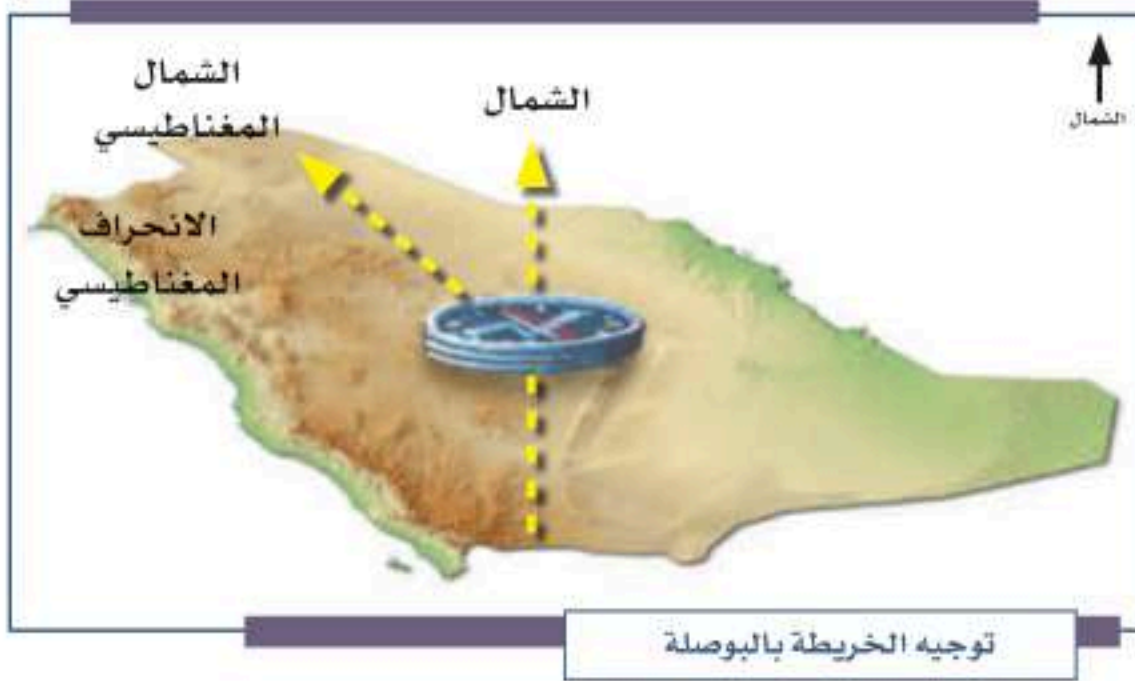 الشمال
الشمال
المغناطيسي
الشمال
الانحراف
المغناطيسي
توجيه الخريطة بالبوصلة